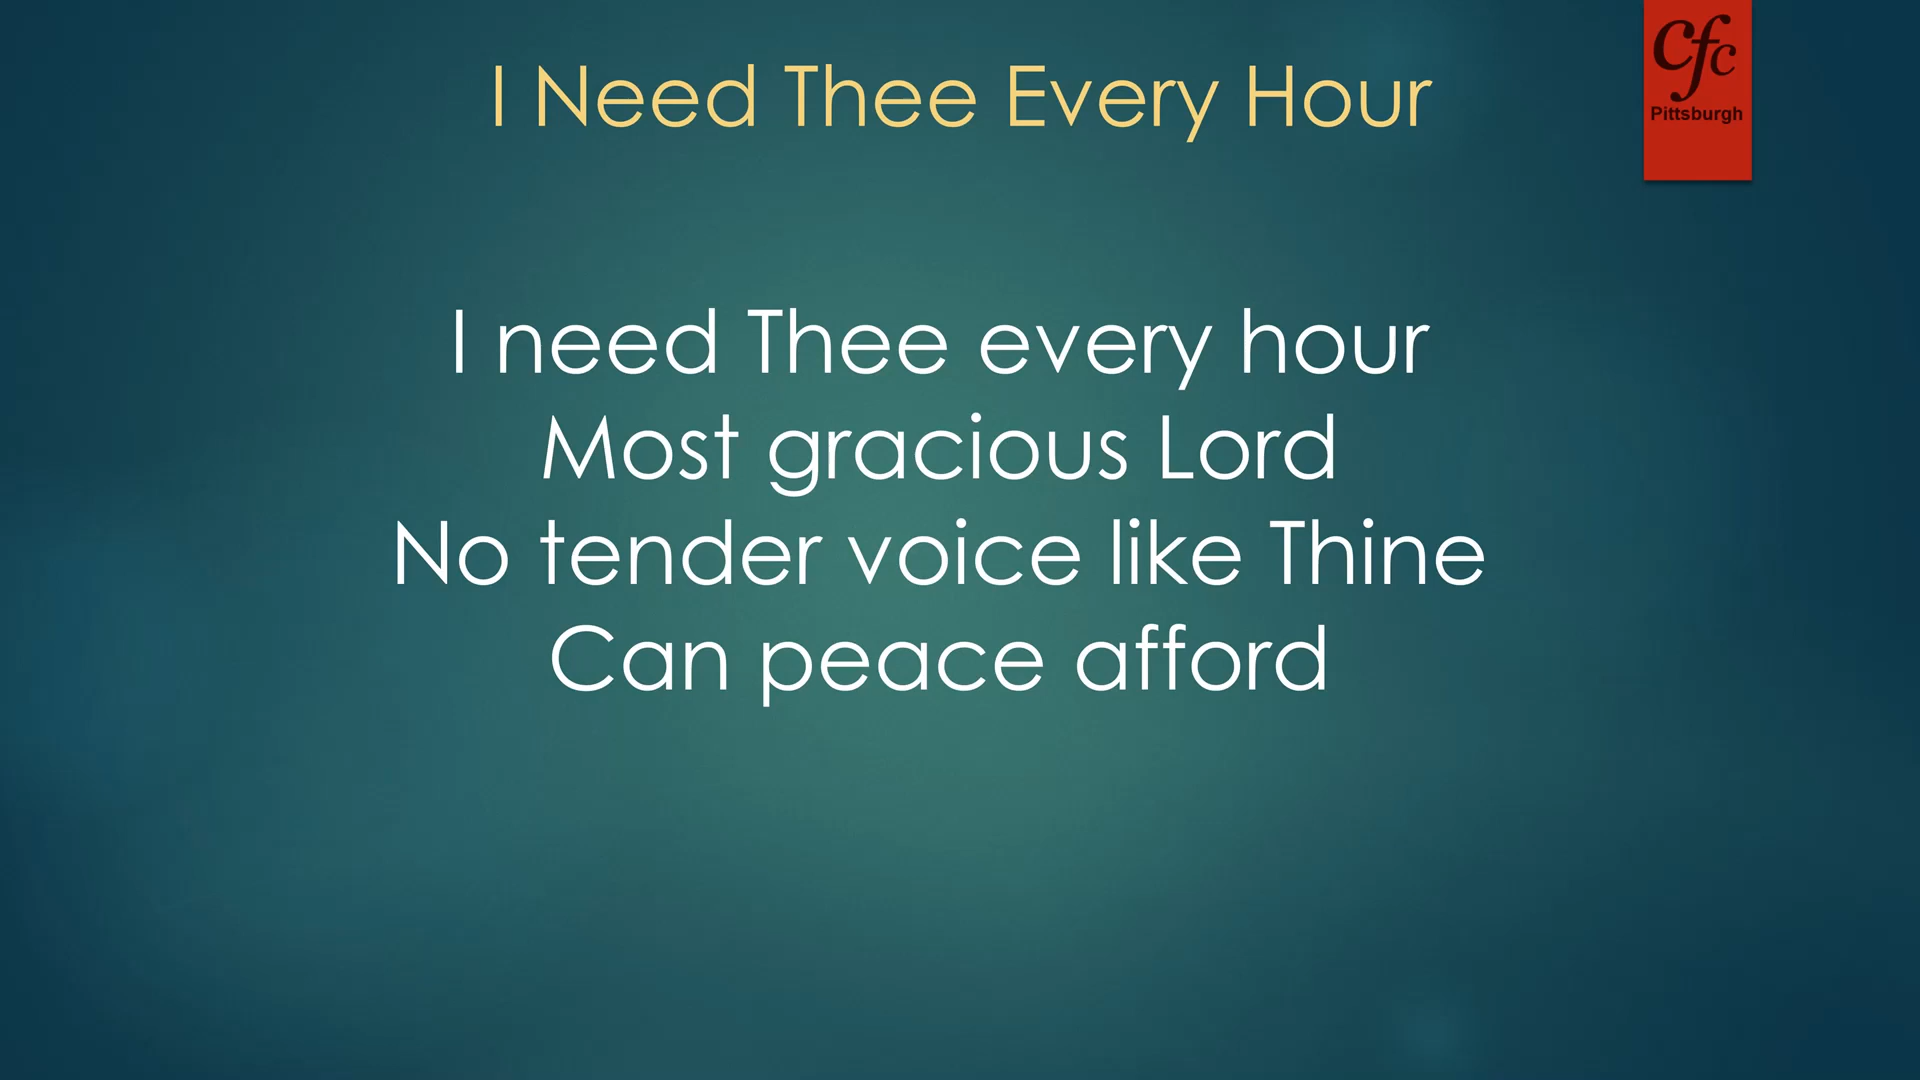 I Need Thee Every Hour
cfc
Pittsburgh
I need Thee every hour
Most gracious Lord
No tender voice like Thine
Can peace afford